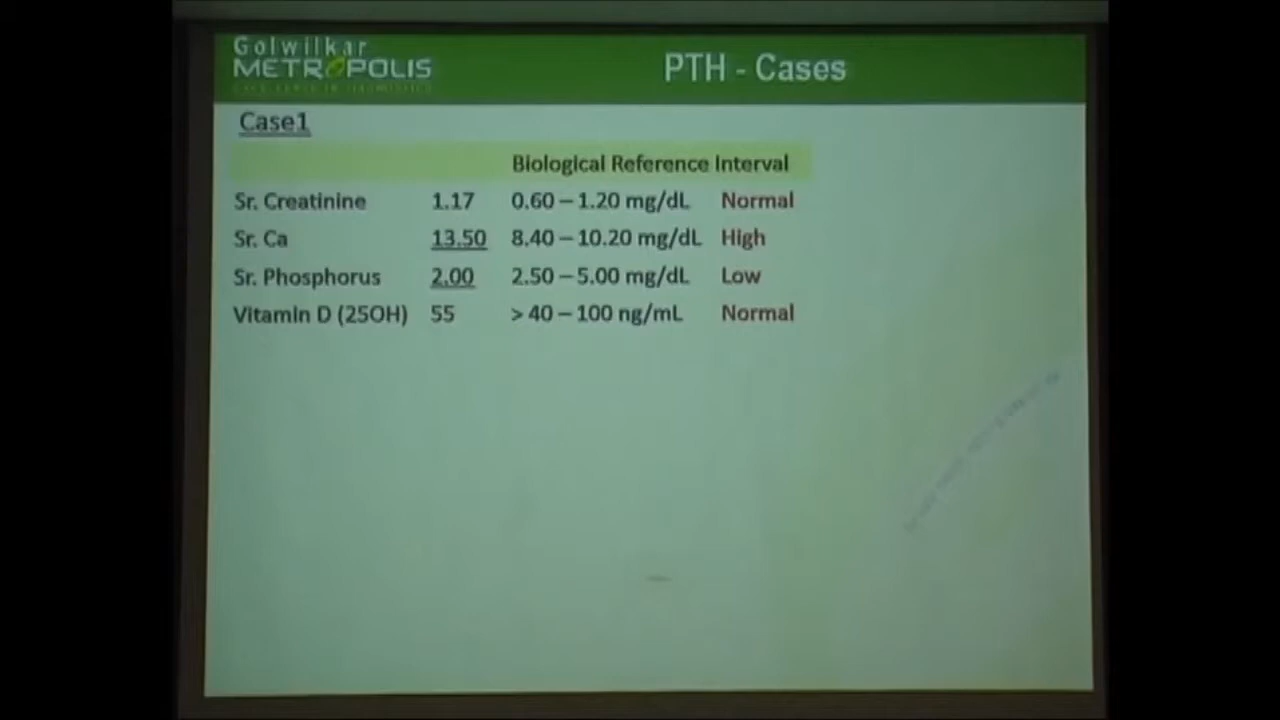 Golwilkar
METROPOLIS
PTH - Cases
Case1
Biological Reference Interval
Sr. Creatinine 1.17 0.60 – 1.20 mg/dL Normal
Sr. Ca 13.50 8.40 – 10.20 mg/dL High
Sr. Phosphorus 2.00 2.50 – 5.00 mg/dL Low
Vitamin D (25OH) 55 > 40 – 100 ng/mL Normal